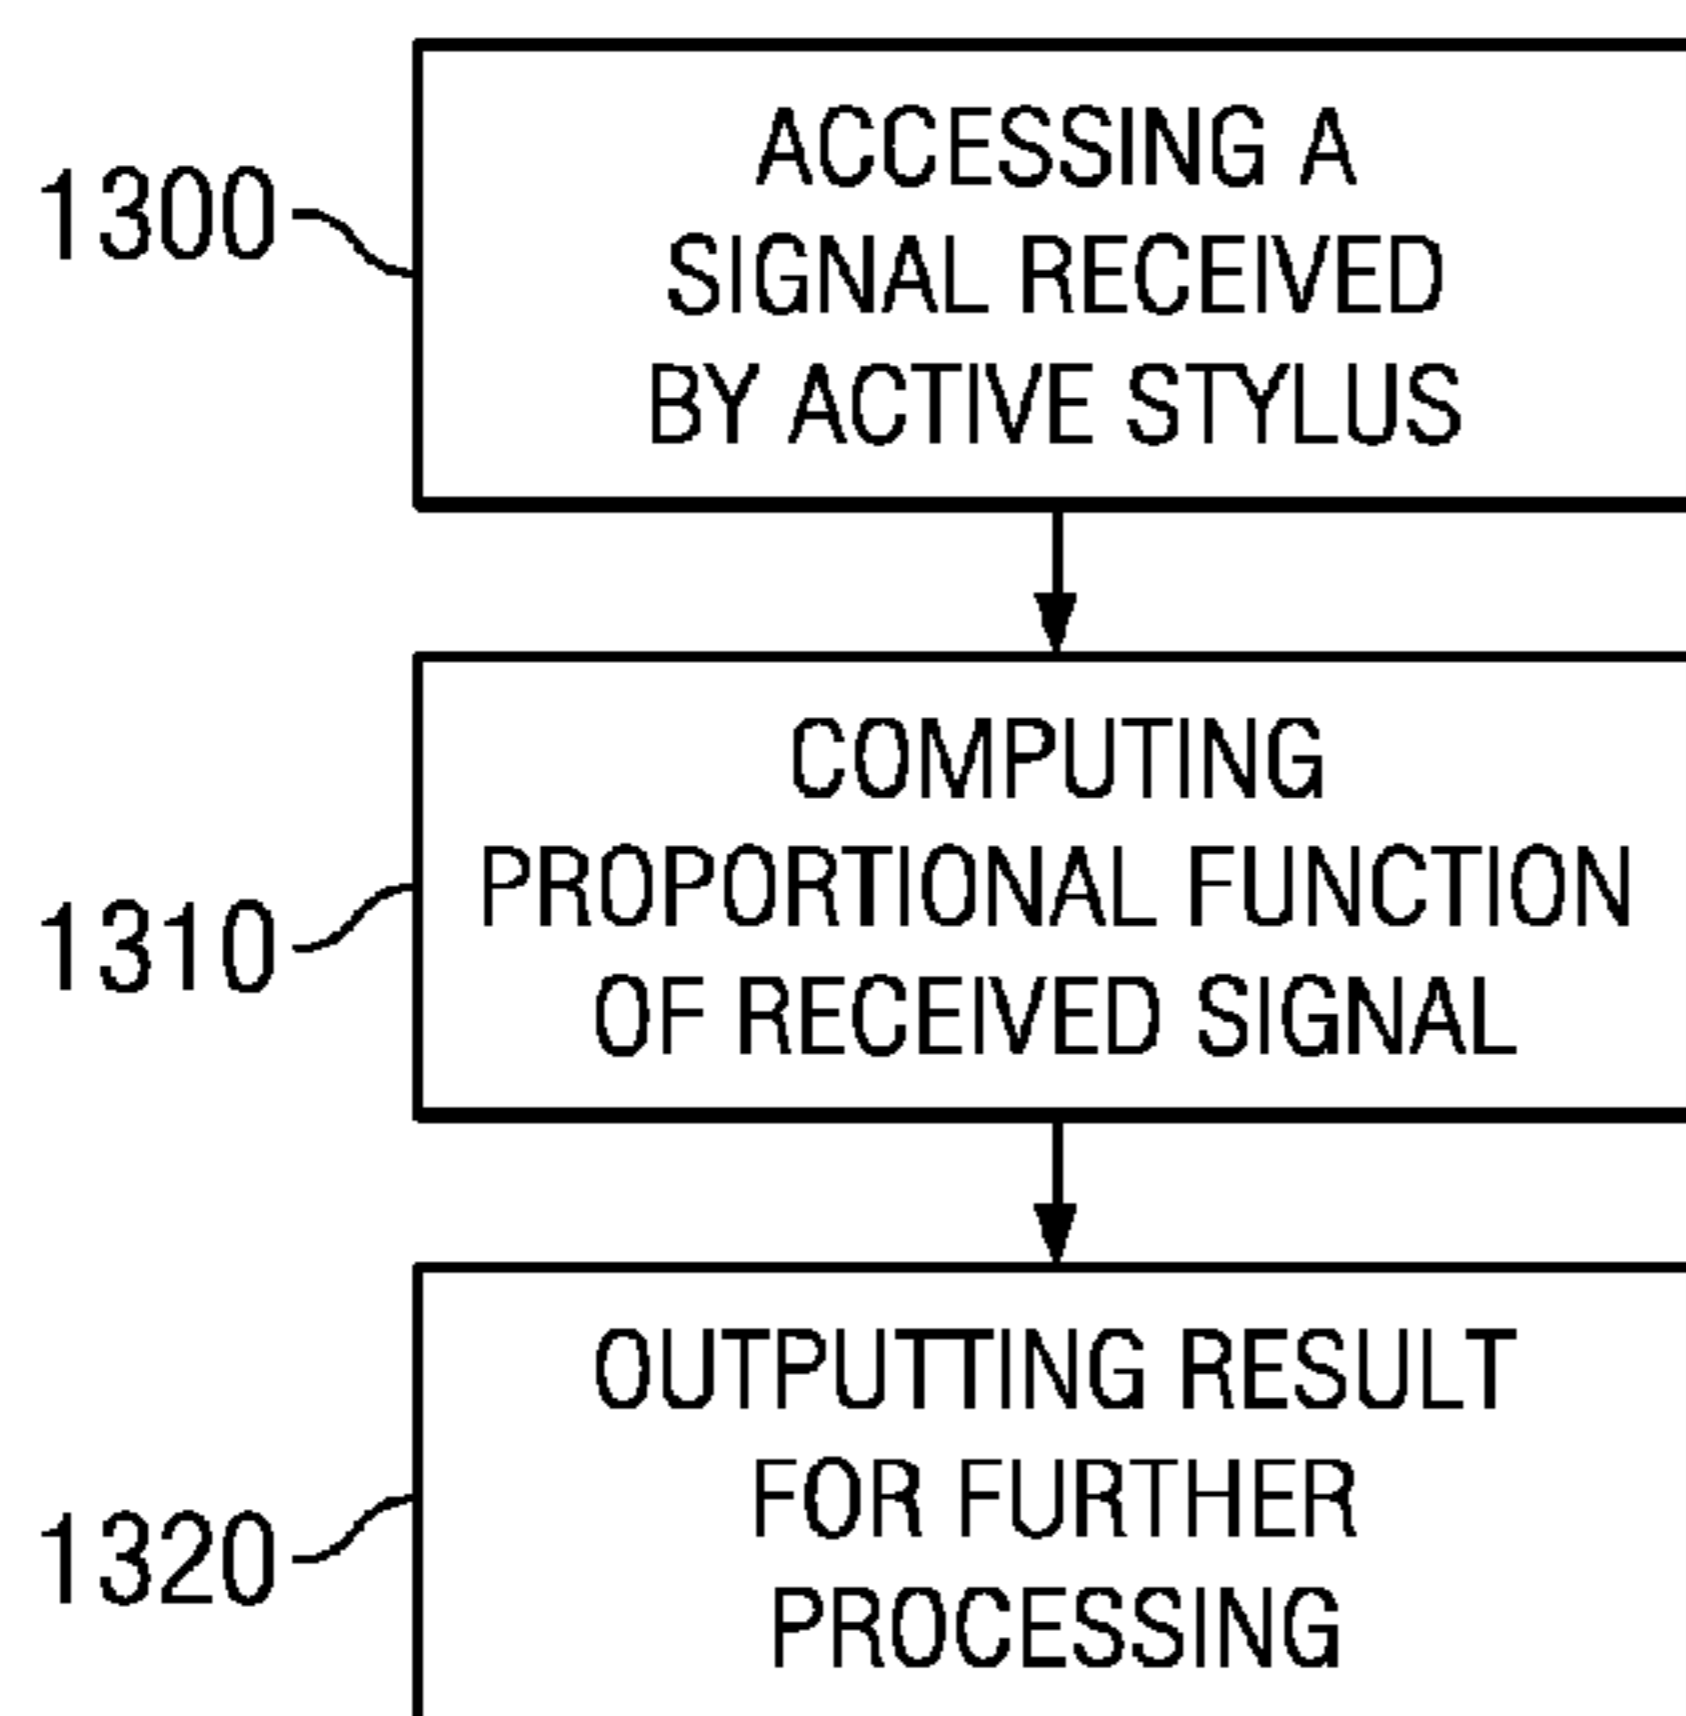 1300
ACCESSING A
SIGNAL RECEIVED
BY ACTIVE STYLUS
1310
COMPUTING
PROPORTIONAL FUNCTION
OF RECEIVED SIGNAL
1320
OUTPUTTING RESULT
FOR FURTHER
PROCESSING